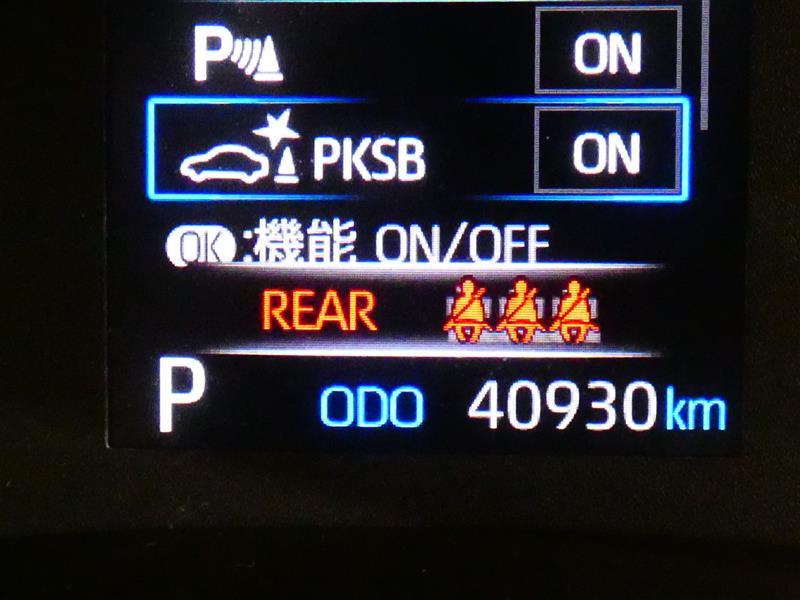 P ON
PKSB ON
OK:機能 ON/OFF
REAR
P ODO 40930km